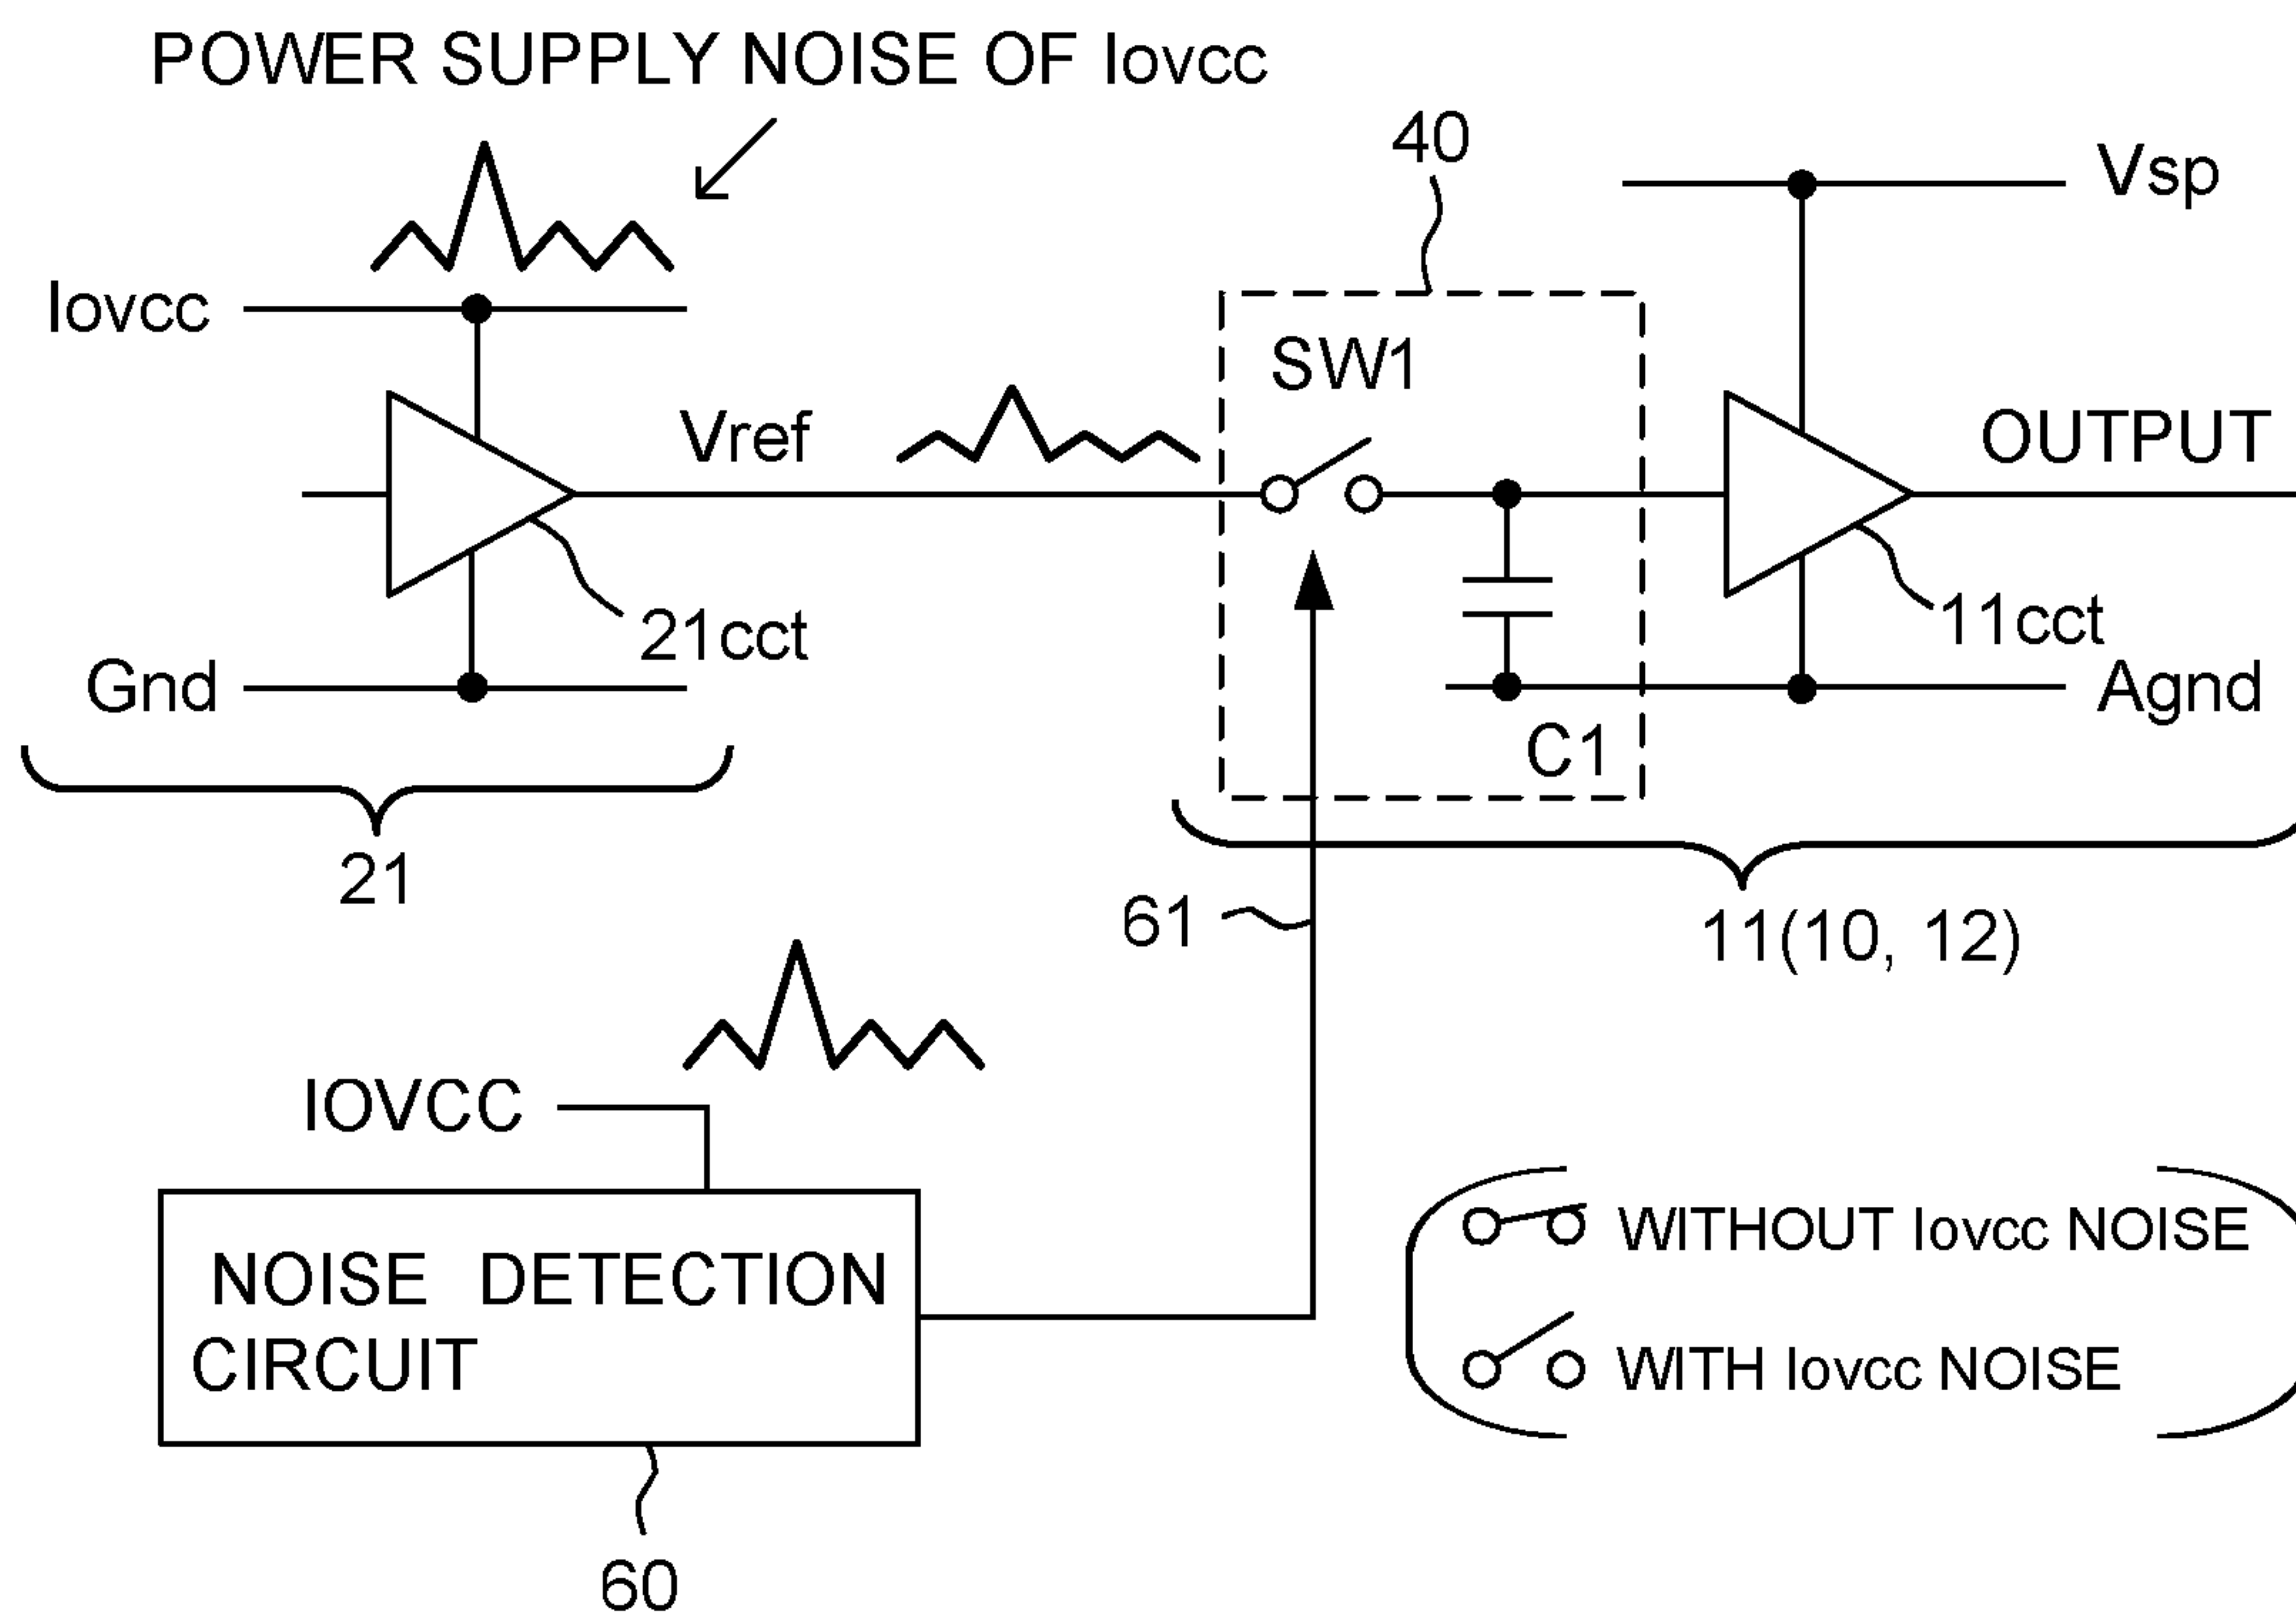 POWER SUPPLY NOISE OF Iovcc
40
Vsp
Iovcc
SW1
Vref
OUTPUT
21cct
11cct
Gnd
Agnd
C1
21
61
11(10, 12)
IOVCC
NOISE DETECTION
CIRCUIT
WITHOUT Iovcc NOISE
WITH Iovcc NOISE
60